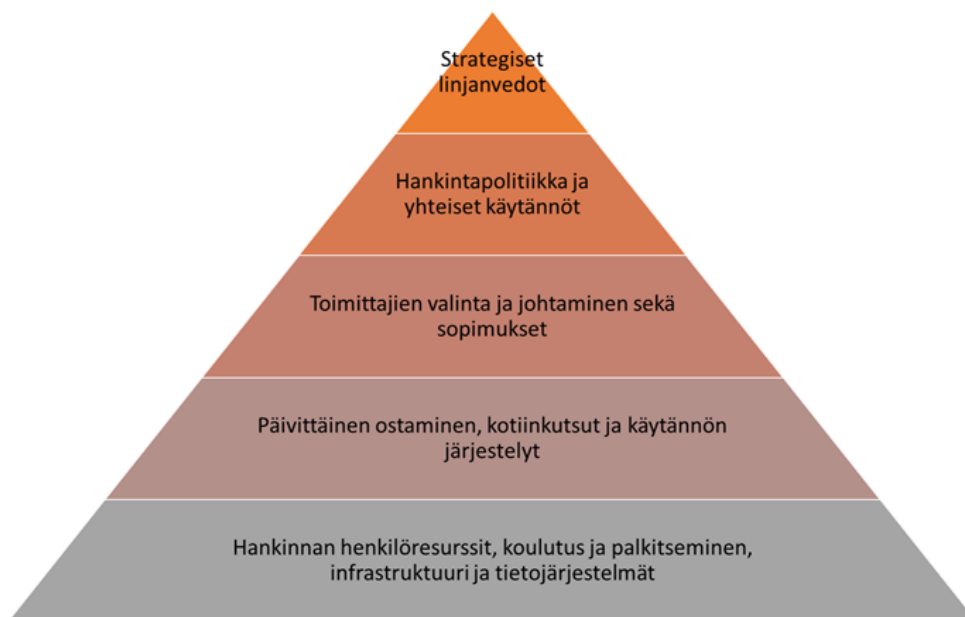 Strategiset
linjanvedot
Hankintapolitiikka ja
yhteiset käytännöt
Toimittajien valinta ja johtaminen sekä
sopimukset
Päivittäinen ostaminen, kotiinkutsut ja käytännön
järjestelyt
Hankinnan henkilöresurssit, koulutus ja palkitseminen,
infrastruktuuri ja tietojärjestelmät